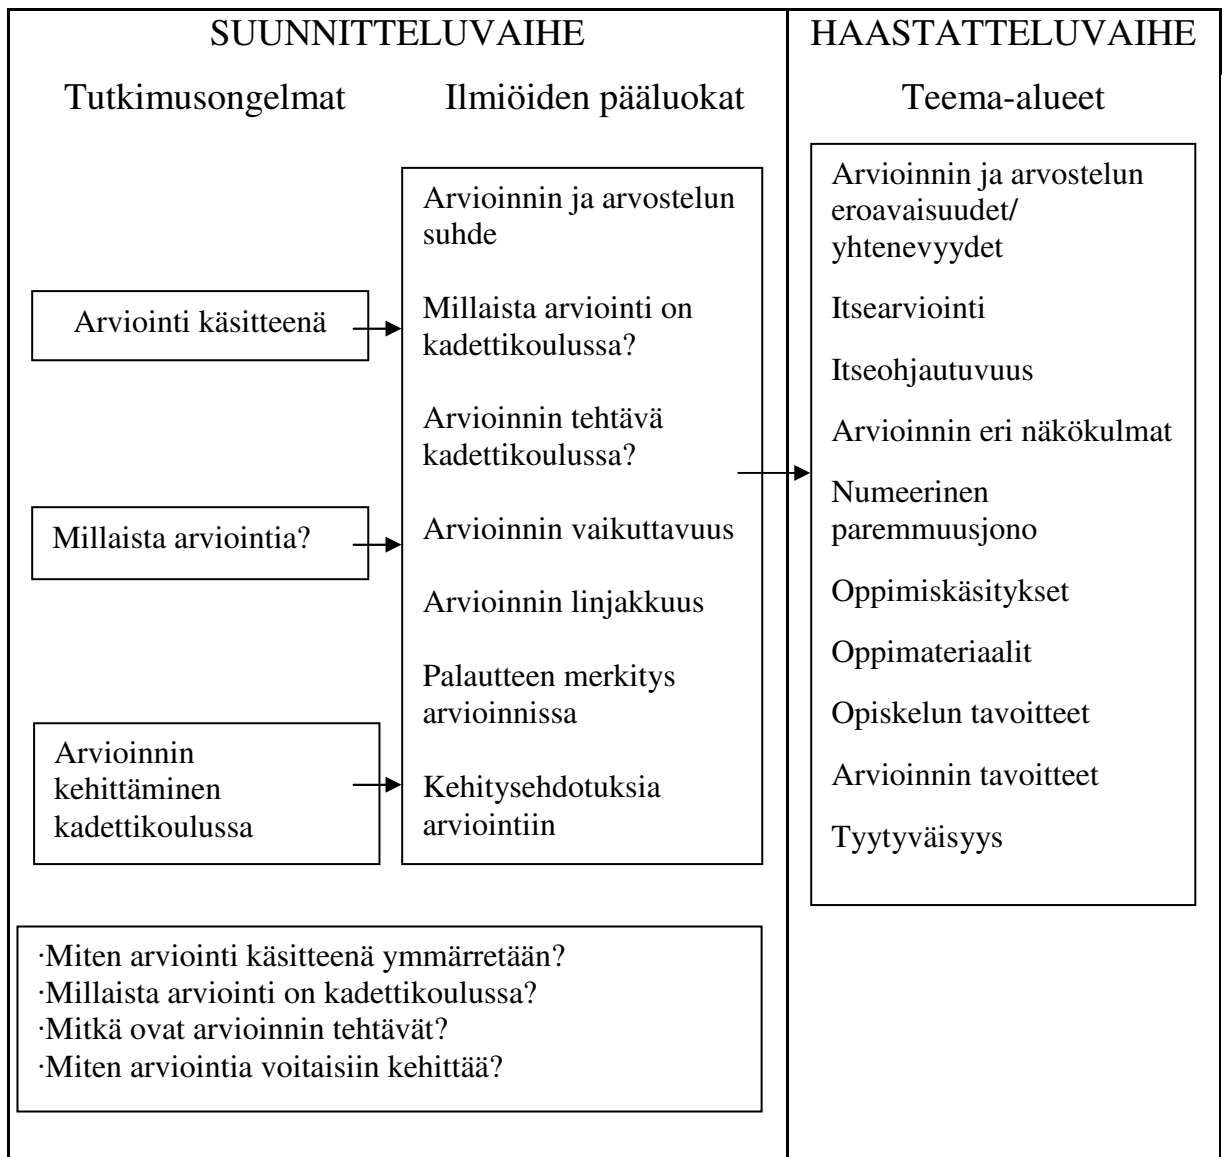 SUUNNITTELUVAIHE
Tutkimusongelmat
Ilmiöiden pääluokat
Arviointi käsitteenä
Millaista arviointia?
Arvioinnin
kehittäminen
kadettikoulussa
Arvioinnin ja arvostelun
suhde
Millaista arviointi on
kadettikoulussa?
Arvioinnin tehtävä
kadettikoulussa?
Arvioinnin vaikuttavuus
Arvioinnin linjakkuus
Palautteen merkitys
arvioinnissa
Kehitysehdotuksia
arviointiin
·Miten arviointi käsitteenä ymmärretään?
·Millaista arviointi on kadettikoulussa?
·Mitkä ovat arvioinnin tehtävät?
·Miten arviointia voitaisiin kehittää?
HAASTATTELUVAIHE
Teema-alueet
Arvioinnin ja arvostelun
eroavaisuudet/
yhtenevyydet
Itsearviointi
Itseohjautuvuus
Arvioinnin eri näkökulmat
Numeerinen
paremmuusjono
Oppimiskäsitykset
Oppimateriaalit
Opiskelun tavoitteet
Arvioinnin tavoitteet
Tyytyväisyys